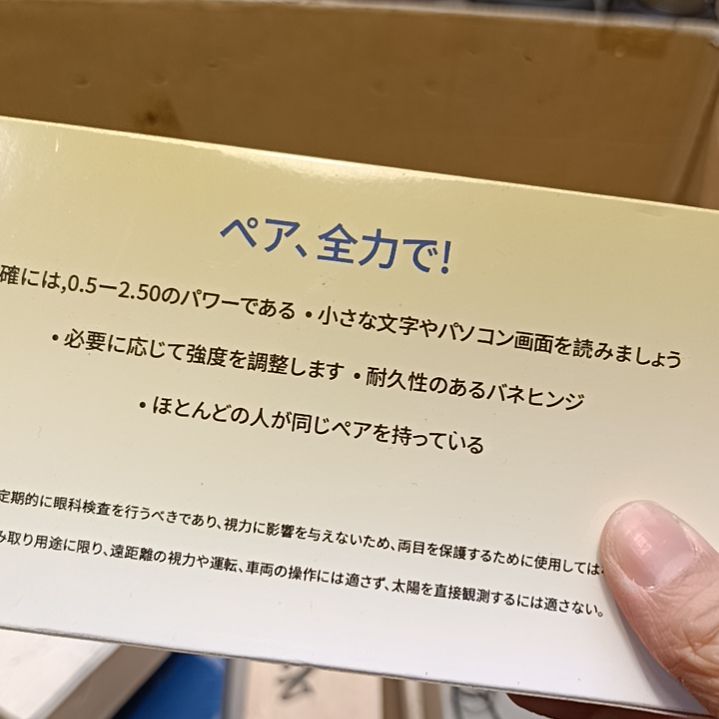 ペア、全力で!
確には,0.5ー2.50のパワーである •小さな文字やパソコン画面を読みましょう
•必要に応じて強度を調整します •耐久性のあるバネヒンジ
•ほとんどの人が同じペアを持っている
定期的に眼科検査を行うべきであり、視力に影響を与えないため、両目を保護するために使用しては
み取り用途に限り、遠距離の視力や運転、車両の操作には適さず、太陽を直接観測するには適さない。